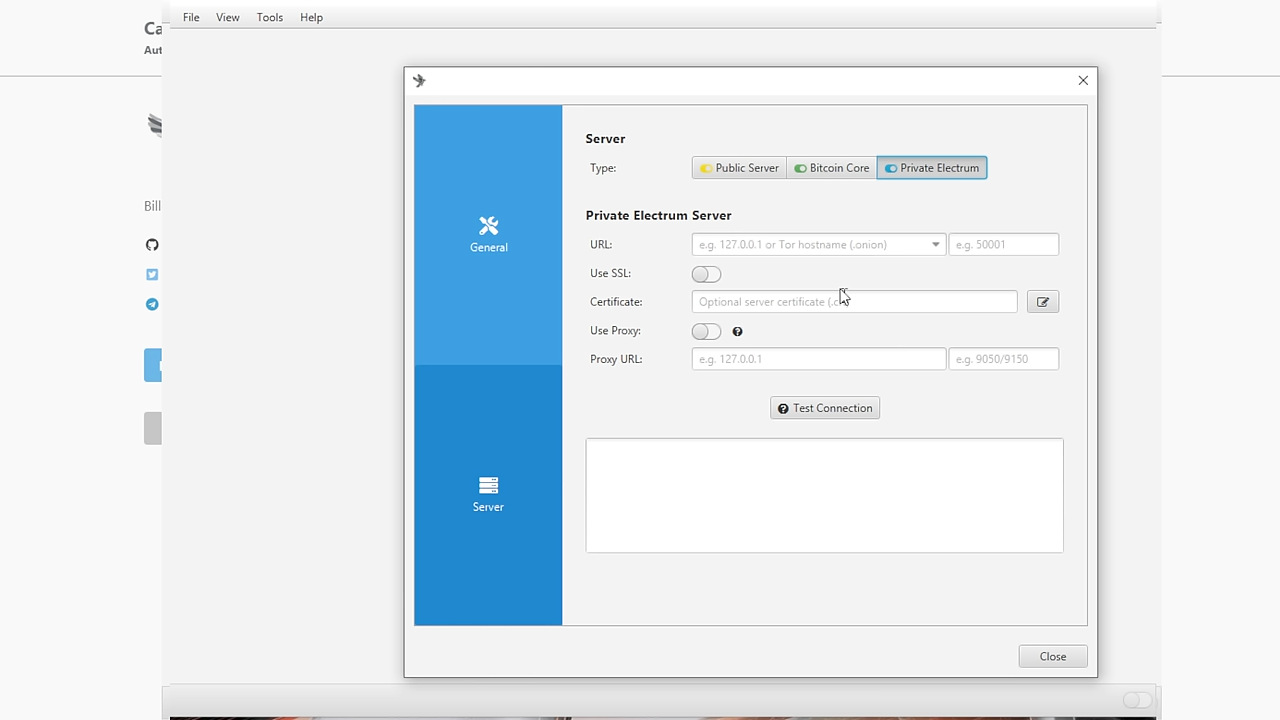 File View Tools Help
Ca
Aut
Bill
General
Server
Server
Type: Public Server Bitcoin Core Private Electrum
Private Electrum Server
URL: e.g. 127.0.0.1 or Tor hostname (.onion) e.g. 50001
Use SSL:
Certificate: Optional server certificate (.c
Use Proxy:
Proxy URL: e.g. 127.0.0.1 e.g. 9050/9150
Test Connection
Close